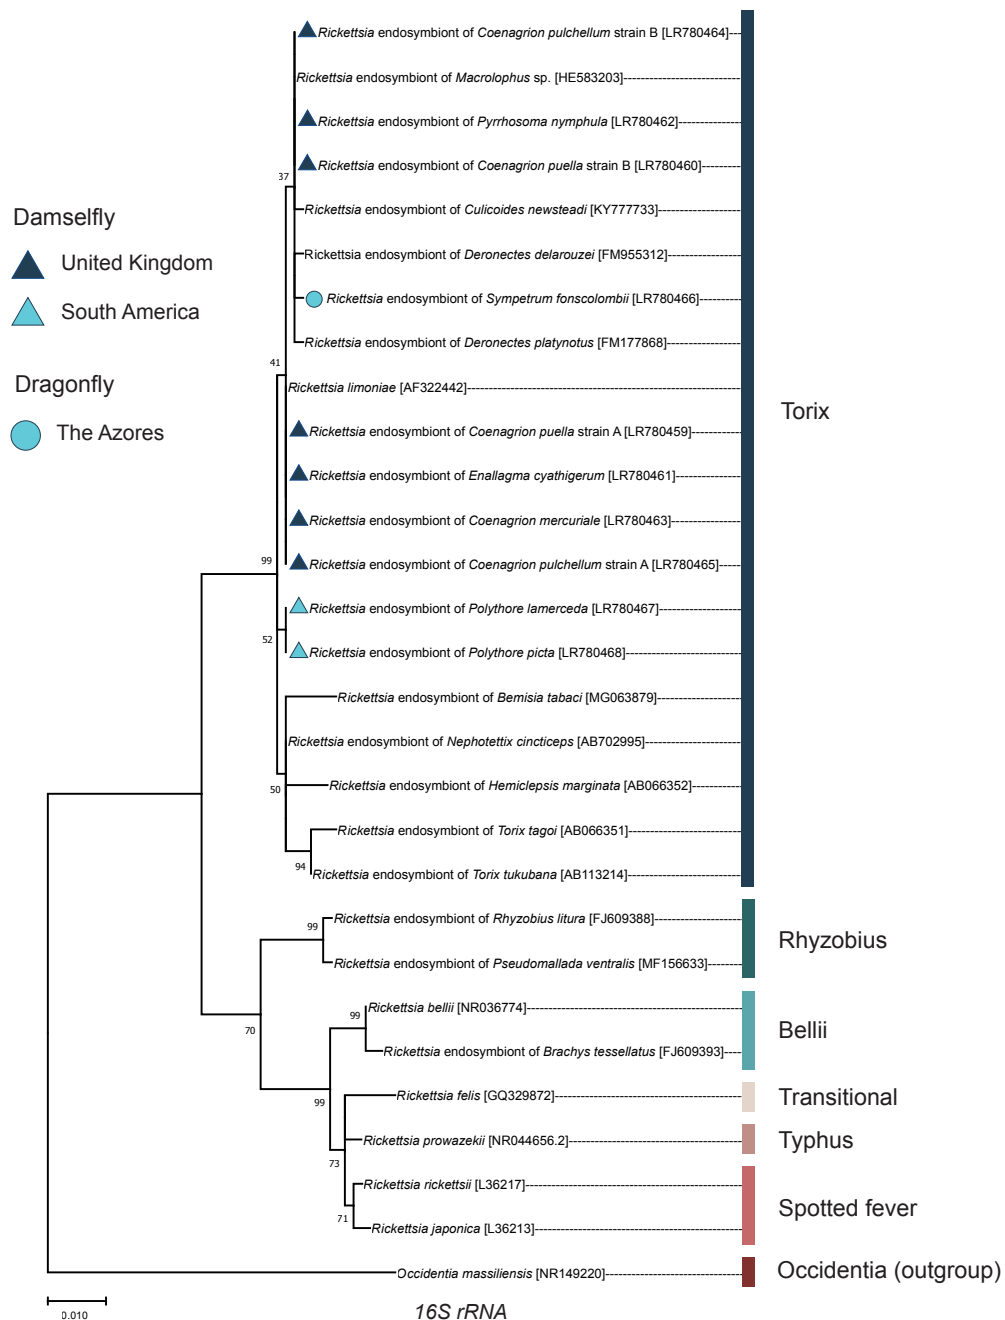 Rickettsia endosymbiont of Coenagrion pulchellum strain B [LR780464]
Rickettsia endosymbiont of Macrolophus sp. [HE583203]
Rickettsia endosymbiont of Pyrrhosoma nymphula [LR780462]
Rickettsia endosymbiont of Coenagrion puella strain B [LR780460]
37
Rickettsia endosymbiont of Culicoides newsteadi [KY777733]
Damselfly
Rickettsia endosymbiont of Deronectes delarouzei [FM955312]
United Kingdom
Rickettsia endosymbiont of Sympetrum fonscolombii [LR780466]
South America
Rickettsia endosymbiont of Deronectes platynotus [FM177868]
41
Dragonfly
Rickettsia limoniae [AF322442]
Torix
The Azores
Rickettsia endosymbiont of Coenagrion puella strain A [LR780459]
Rickettsia endosymbiont of Enallagma cyathigerum [LR780461]
Rickettsia endosymbiont of Coenagrion mercuriale [LR780463]
99
Rickettsia endosymbiont of Coenagrion pulchellum strain A [LR780465]
Rickettsia endosymbiont of Polythore lamerceda [LR780467]
52
Rickettsia endosymbiont of Polythore picta [LR780468]
Rickettsia endosymbiont of Bemisia tabaci [MG063879]
Rickettsia endosymbiont of Nephotettix cincticeps [AB702995]
50
Rickettsia endosymbiont of Hemiclepsis marginata [AB066352]
Rickettsia endosymbiont of Torix tagoi [AB066351]
94
Rickettsia endosymbiont of Torix tukubana [AB113214]
Rickettsia endosymbiont of Rhyzobius litura [FJ609388]
99
Rhyzobius
Rickettsia endosymbiont of Pseudomallada ventralis [MF156633]
Rickettsia bellii [NR036774]
99
70
Bellii
Rickettsia endosymbiont of Brachys tessellatus [FJ609393]
99
Rickettsia felis [GQ329872]
Transitional
Rickettsia prowazekii [NR044656.2]
Typhus
73
Rickettsia rickettsii [L36217]
Spotted fever
71
Rickettsia japonica [L36213]
Occidentia massiliensis [NR149220]
Occidentia (outgroup)
0.010
16S rRNA